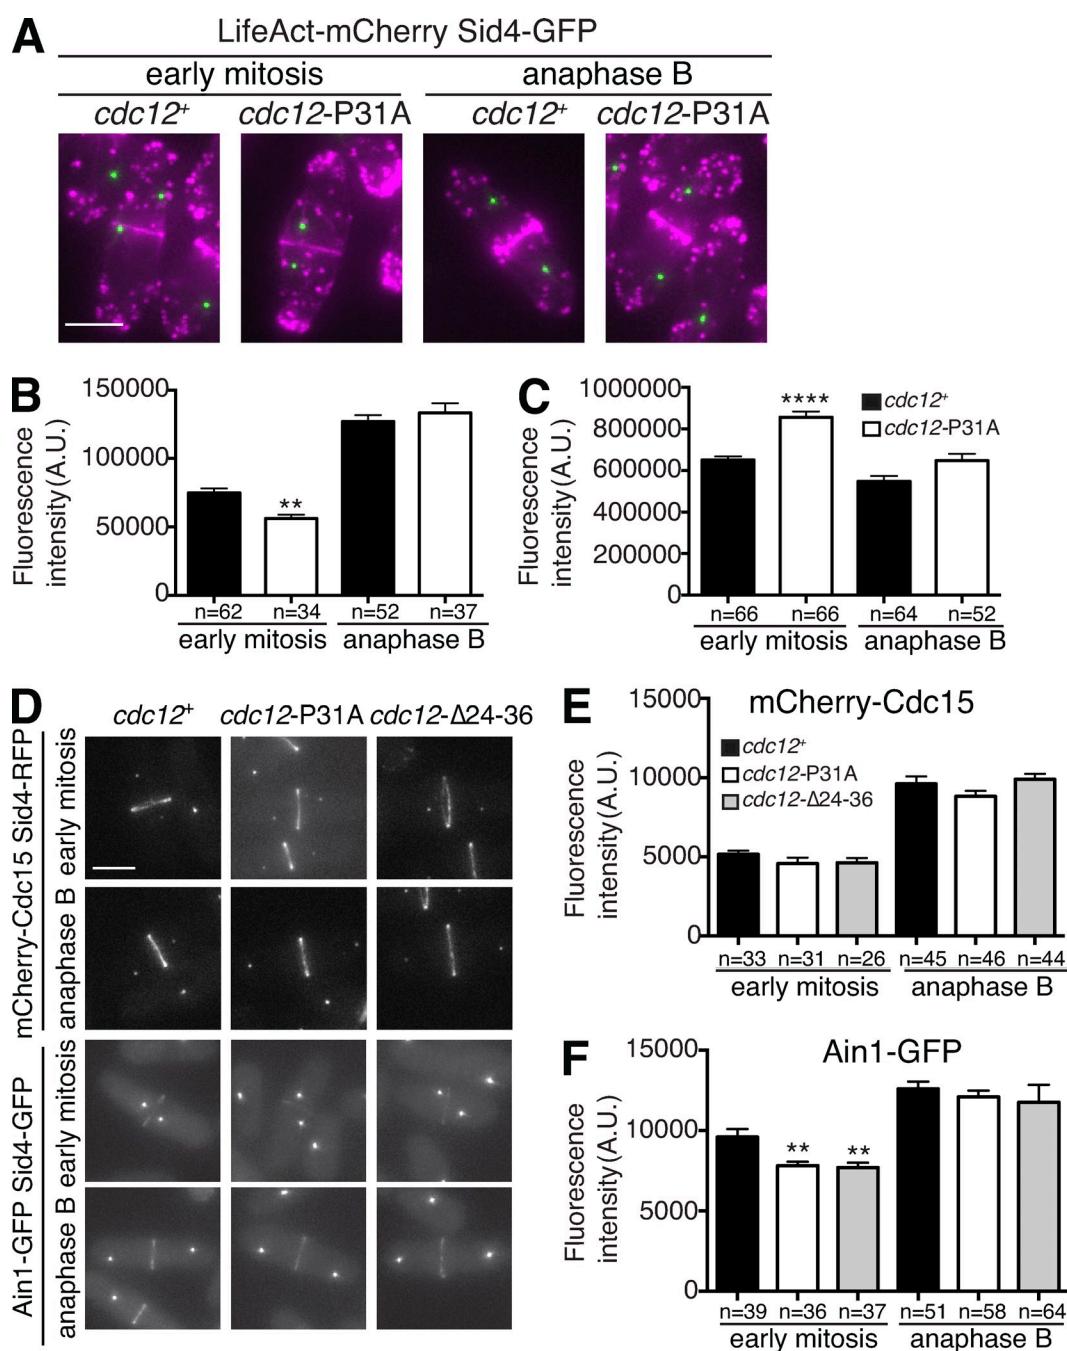 A
LifeAct-mCherry Sid4-GFP
early mitosis
anaphase B
cdc12+
cdc12-P31A
cdc12+
cdc12-P31A
B
Fluorescence
intensity (A.U.)
150000
100000
50000
0
**
n=62
n=34
n=52
n=37
early mitosis
anaphase B
C
Fluorescence
intensity (A.U.)
1000000
800000
600000
400000
200000
0
****
cdc12+
cdc12-P31A
n=66
n=66
n=64
n=52
early mitosis
anaphase B
D
cdc12+
cdc12-P31A
cdc12-Δ24-36
mCherry-Cdc15 Sid4-RFP
early mitosis
anaphase B
Ain1-GFP Sid4-GFP
early mitosis
anaphase B
E
mCherry-Cdc15
Fluorescence
intensity (A.U.)
15000
10000
5000
0
cdc12+
cdc12-P31A
cdc12-Δ24-36
n=33
n=31
n=26
n=45
n=46
n=44
early mitosis
anaphase B
F
Ain1-GFP
Fluorescence
intensity (A.U.)
15000
10000
5000
0
**
**
n=39
n=36
n=37
n=51
n=58
n=64
early mitosis
anaphase B